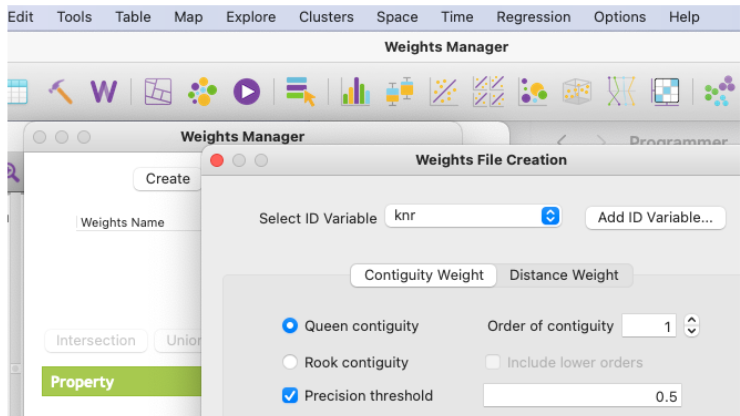 Edit Tools Table Map Explore Clusters Space Time Regression Options Help
Weights Manager
Weights Manager
Programmer
Weights File Creation
Create
Select ID Variable knr Add ID Variable...
Weights Name
Contiguity Weight Distance Weight
Queen contiguity Order of contiguity 1
Intersection Union
Rook contiguity Include lower orders
Property
Precision threshold 0.5